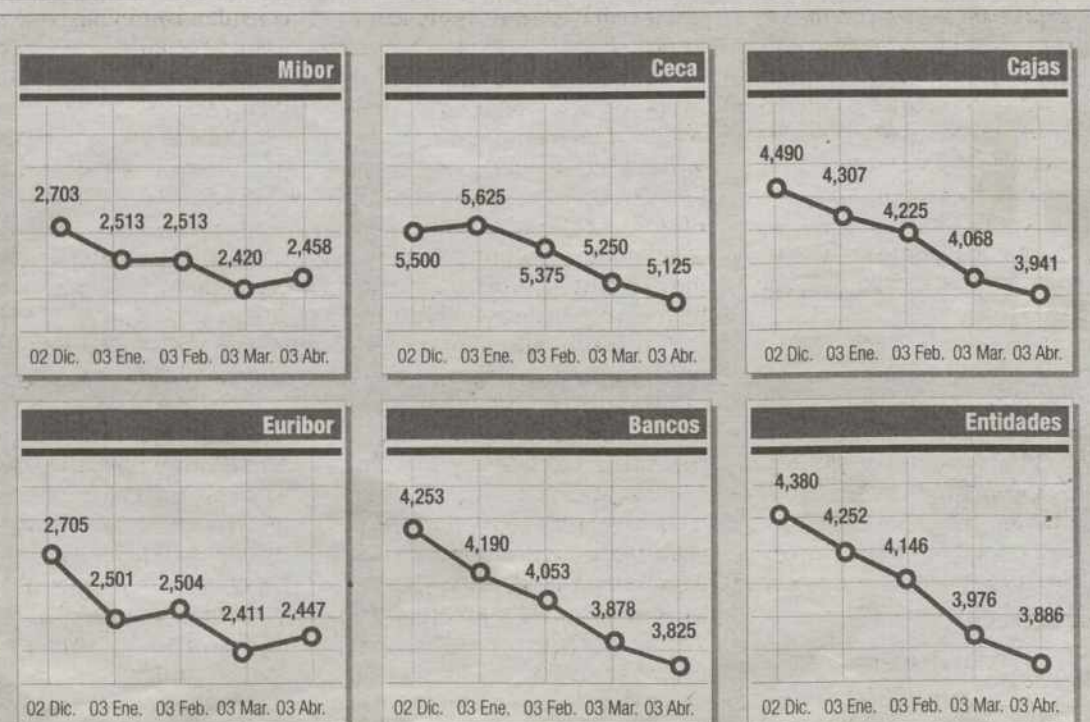 Mibor
2,703
2,513 2,513
2,420 2,458
02 Dic. 03 Ene. 03 Feb. 03 Mar. 03 Abr.
Ceca
5,625
5,500 5,375 5,250 5,125
02 Dic. 03 Ene. 03 Feb. 03 Mar. 03 Abr.
Cajas
4,490
4,307
4,225
4,068
3,941
02 Dic. 03 Ene. 03 Feb. 03 Mar. 03 Abr.
Euribor
2,705
2,501 2,504
2,411 2,447
02 Dic. 03 Ene. 03 Feb. 03 Mar. 03 Abr.
Bancos
4,253
4,190
4,053
3,878
3,825
02 Dic. 03 Ene. 03 Feb. 03 Mar. 03 Abr.
Entidades
4,380
4,252
4,146
3,976
3,886
02 Dic. 03 Ene. 03 Feb. 03 Mar. 03 Abr.